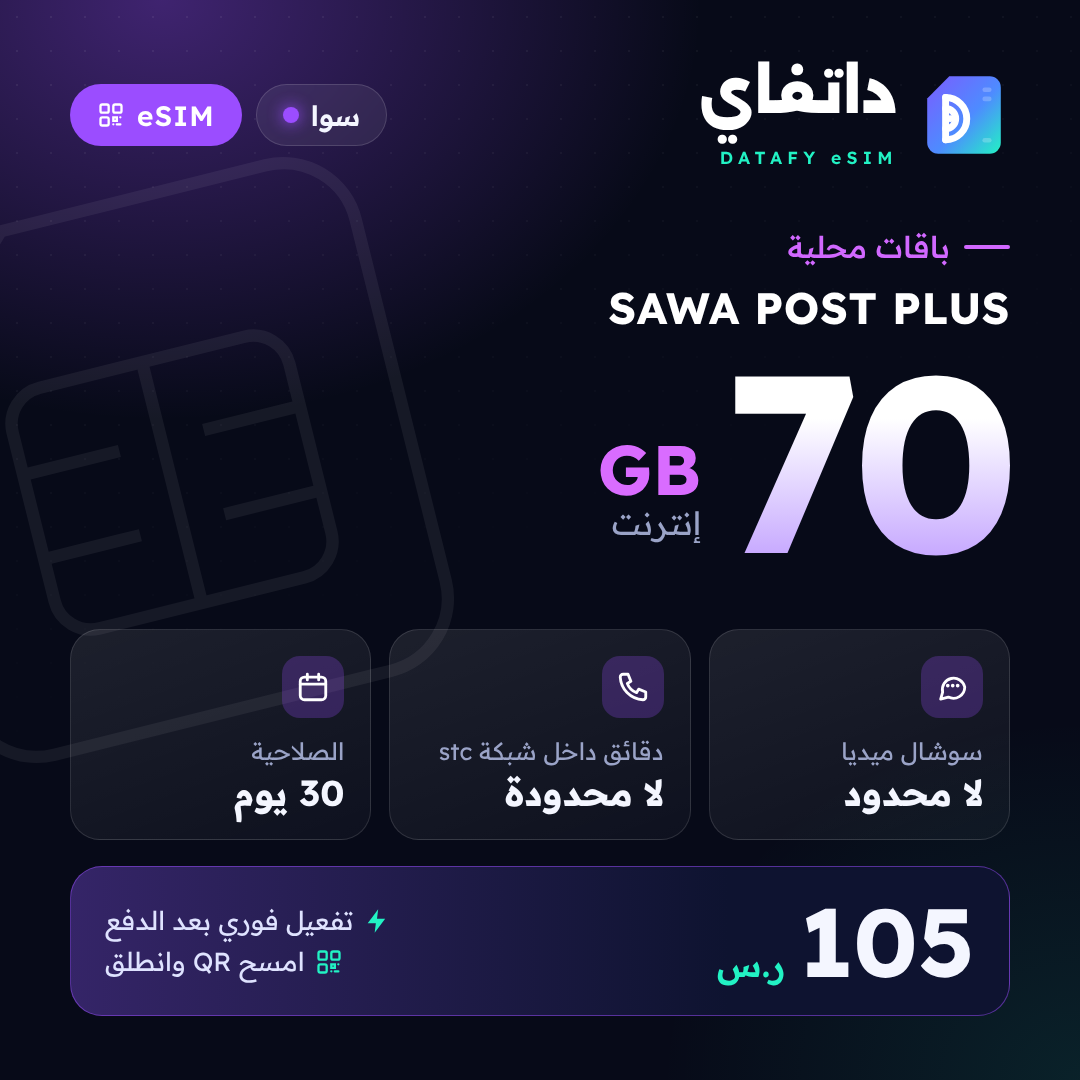 داتفاي
DATAFY eSIM
سوا
eSIM
باقات محلية
SAWA POST PLUS
70
GB
إنترنت
سوشال ميديا
لا محدود
دقائق داخل شبكة stc
لا محدودة
الصلاحية
30 يوم
105 ر.س
تفعيل فوري بعد الدفع
امسح QR وانطلق